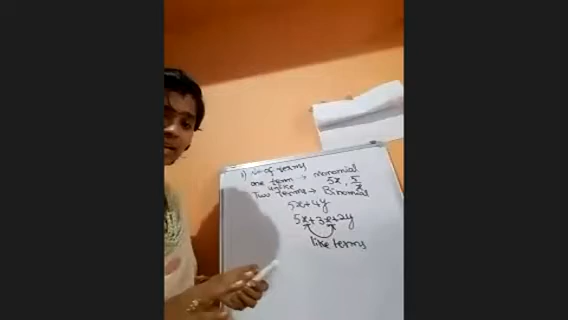 1) No of terms
one term → monomial
5x, 5/x
Two unlike terms → Binomial
5x+4y
5x+3x+2y
like terms